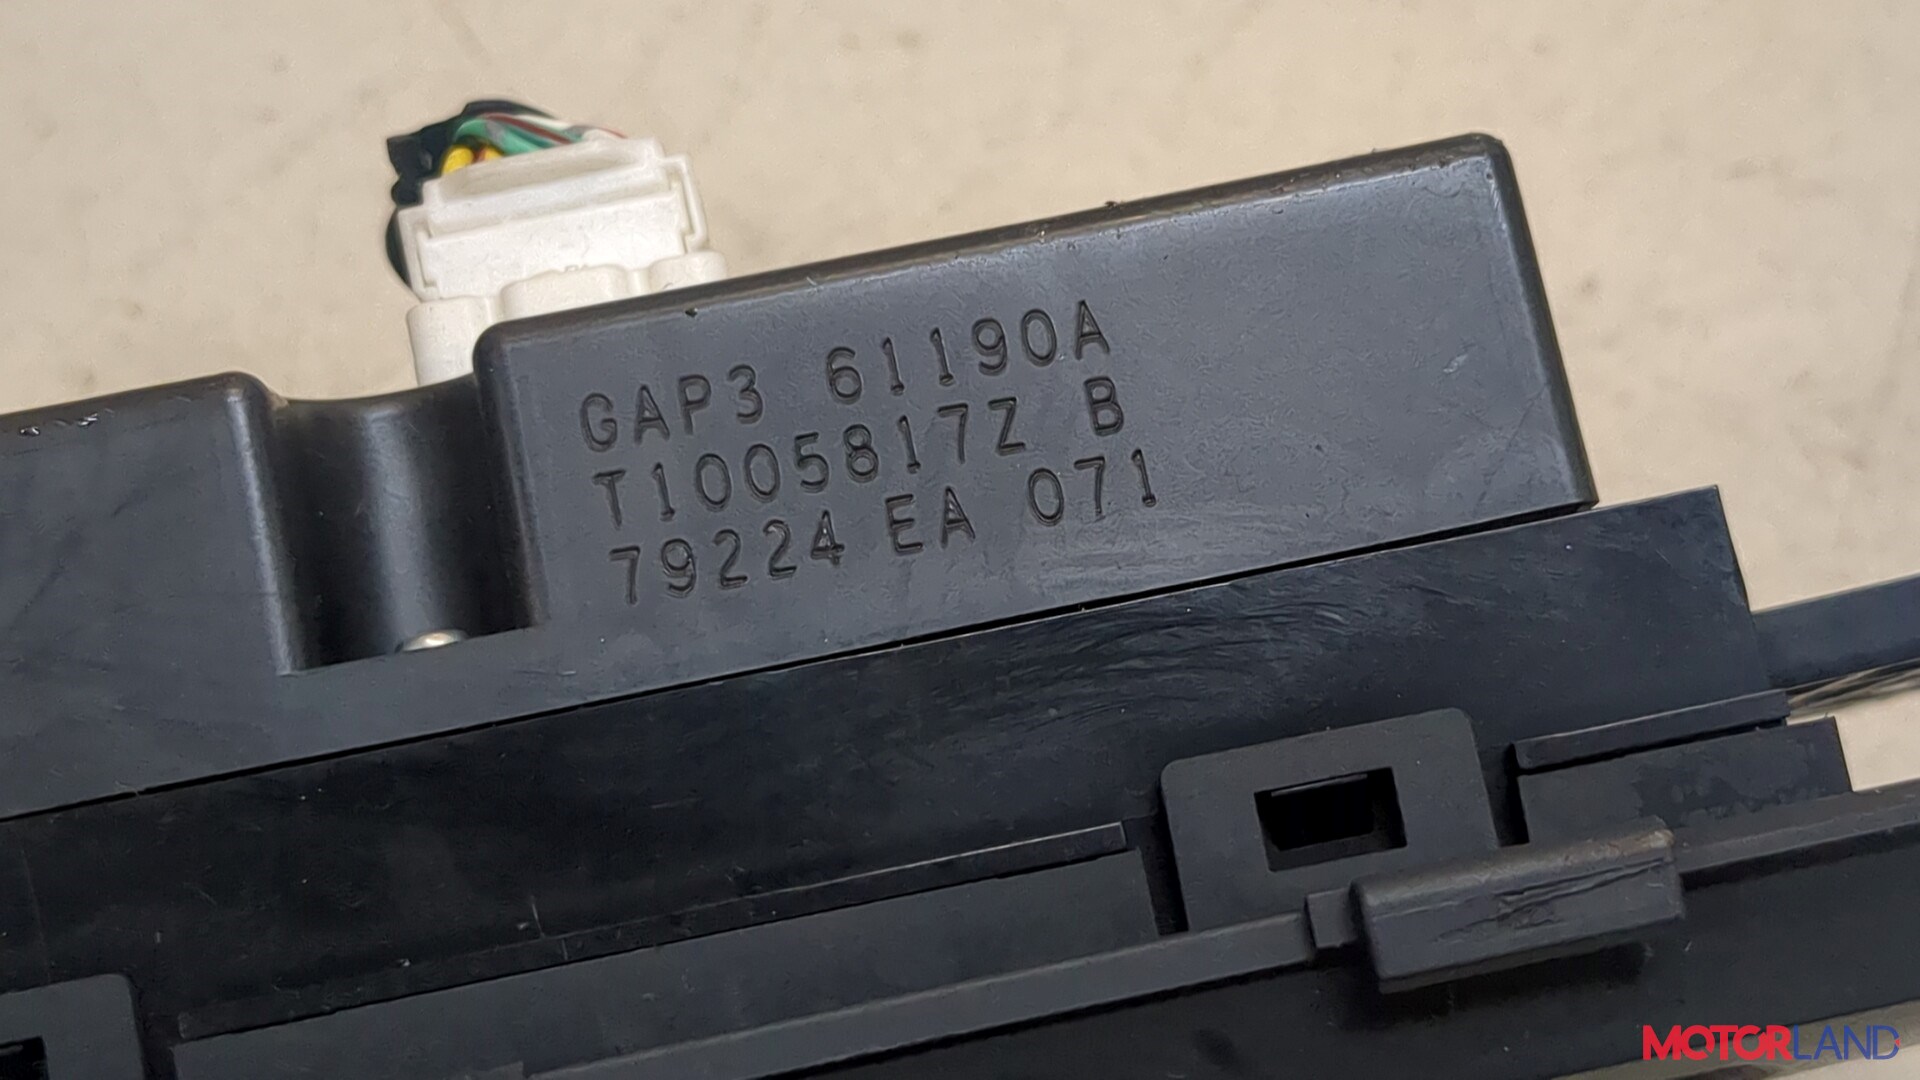 GAP3 61190A
T1005817Z B
79224 EA 071
MOTORLAND